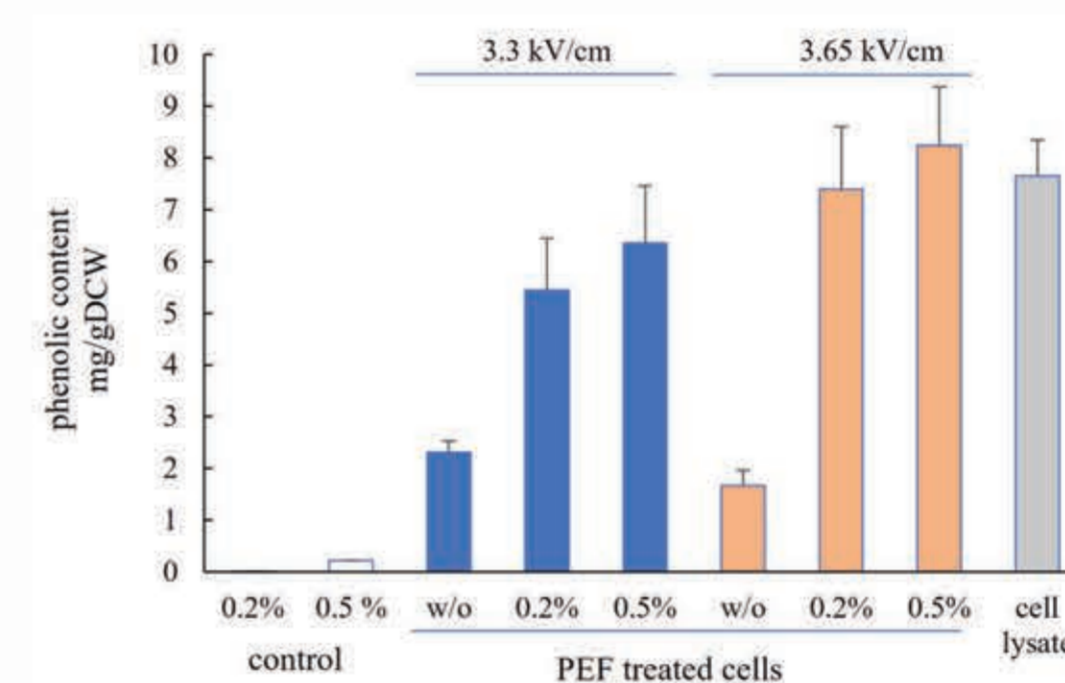 3.3 kV/cm 3.65 kV/cm
10
9
8
7
6
5
4
3
2
1
0
phenolic content
mg/gDCW
0.2% 0.5 % w/o 0.2% 0.5% w/o 0.2% 0.5% cell
lysate
control
PEF treated cells